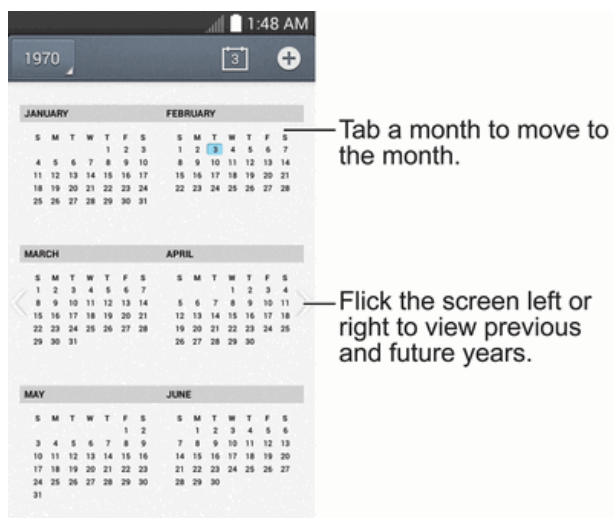 1:48 AM
1970
3
JANUARY FEBRUARY
S M T W T F S S M T W T F S
1 2 3 1 2 3 4 5 6 7
4 5 6 7 8 9 10 8 9 10 11 12 13 14
11 12 13 14 15 16 17 15 16 17 18 19 20 21
18 19 20 21 22 23 24 22 23 24 25 26 27 28
25 26 27 28 29 30 31
Tab a month to move to
the month.
MARCH APRIL
S M T W T F S S M T W T F S
1 2 3 4 5 6 7 1 2 3 4
8 9 10 11 12 13 14 5 6 7 8 9 10 11
15 16 17 18 19 20 21 12 13 14 15 16 17 18
22 23 24 25 26 27 28 19 20 21 22 23 24 25
29 30 31 26 27 28 29 30
Flick the screen left or
right to view previous
and future years.
MAY JUNE
S M T W T F S S M T W T F S
1 2 1 2 3 4 5 6
3 4 5 6 7 8 9 7 8 9 10 11 12 13
10 11 12 13 14 15 16 14 15 16 17 18 19 20
17 18 19 20 21 22 23 21 22 23 24 25 26 27
24 25 26 27 28 29 30 28 29 30
31